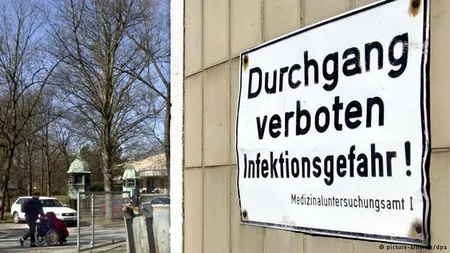 Durchgang
verboten
Infektionsgefahr !
Medizinaluntersuchungsamt I
© picture-alliance/dpa